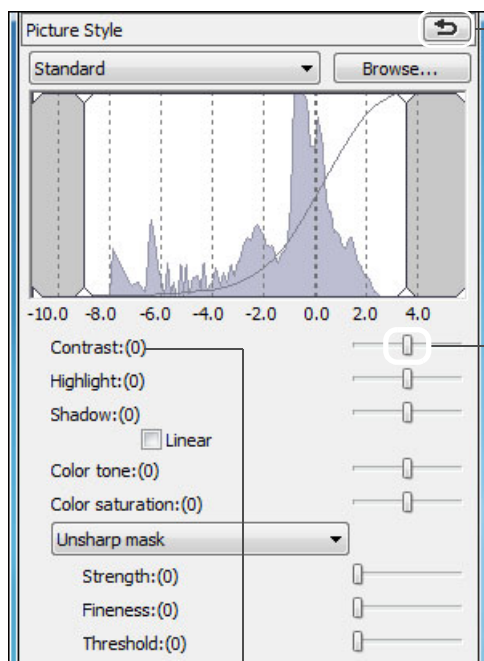 Picture Style
Standard Browse...
-10.0 -8.0 -6.0 -4.0 -2.0 0.0 2.0 4.0
Contrast:(0)
Highlight:(0)
Shadow:(0)
Linear
Color tone:(0)
Color saturation:(0)
Unsharp mask
Strength:(0)
Fineness:(0)
Threshold:(0)